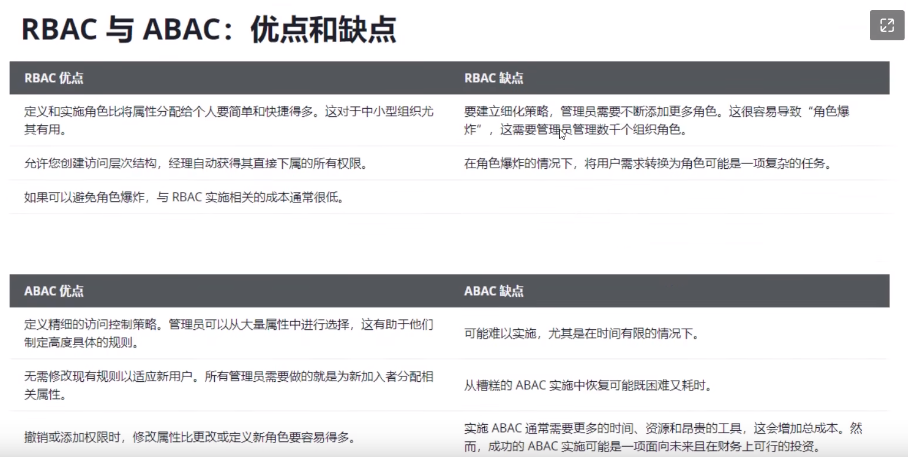 RBAC 与 ABAC：优点和缺点
RBAC 优点
RBAC 缺点
定义和实施角色比将属性分配给个人要简单和快捷得多。这对于中小型组织尤
其有用。
要建立细化策略，管理员需要不断添加更多角色。这很容易导致“角色爆
炸”，这需要管理员管理数千个组织角色。
允许您创建访问层次结构，经理自动获得其直接下属的所有权限。
在角色爆炸的情况下，将用户需求转换为角色可能是一项复杂的任务。
如果可以避免角色爆炸，与 RBAC 实施相关的成本通常很低。
ABAC 优点
ABAC 缺点
定义精细的访问控制策略。管理员可以从大量属性中进行选择，这有助于他们
制定高度具体的规则。
可能难以实施，尤其是在时间有限的情况下。
无需修改现有规则以适应新用户。所有管理员需要做的就是为新加入者分配相
关属性。
从糟糕的 ABAC 实施中恢复可能既困难又耗时。
撤销或添加权限时，修改属性比更改或定义新角色要容易得多。
实施 ABAC 通常需要更多的时间、资源和昂贵的工具，这会增加总成本。然
而，成功的 ABAC 实施可能是一项面向未来且在财务上可行的投资。